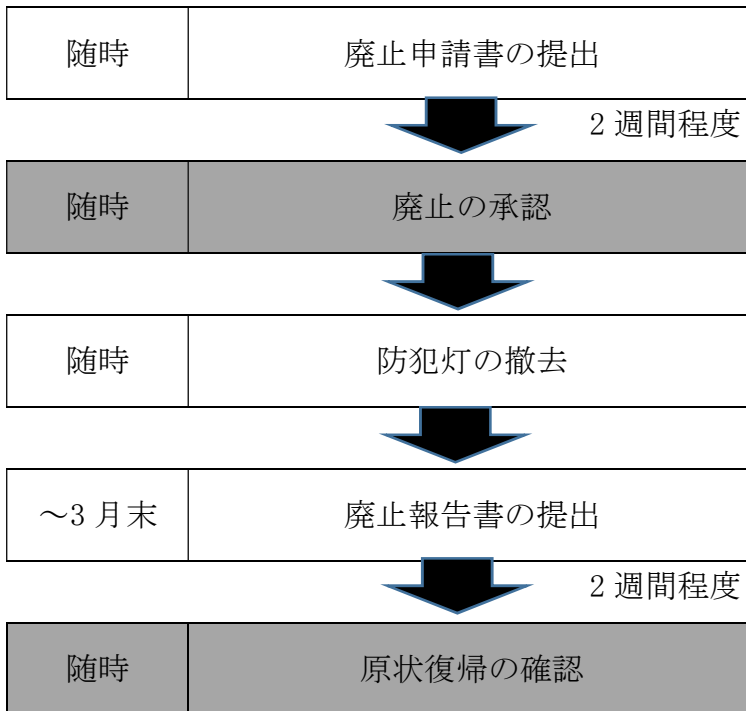 随時 廃止申請書の提出
2週間程度
随時 廃止の承認
随時 防犯灯の撤去
～3月末 廃止報告書の提出
2週間程度
随時 原状復帰の確認